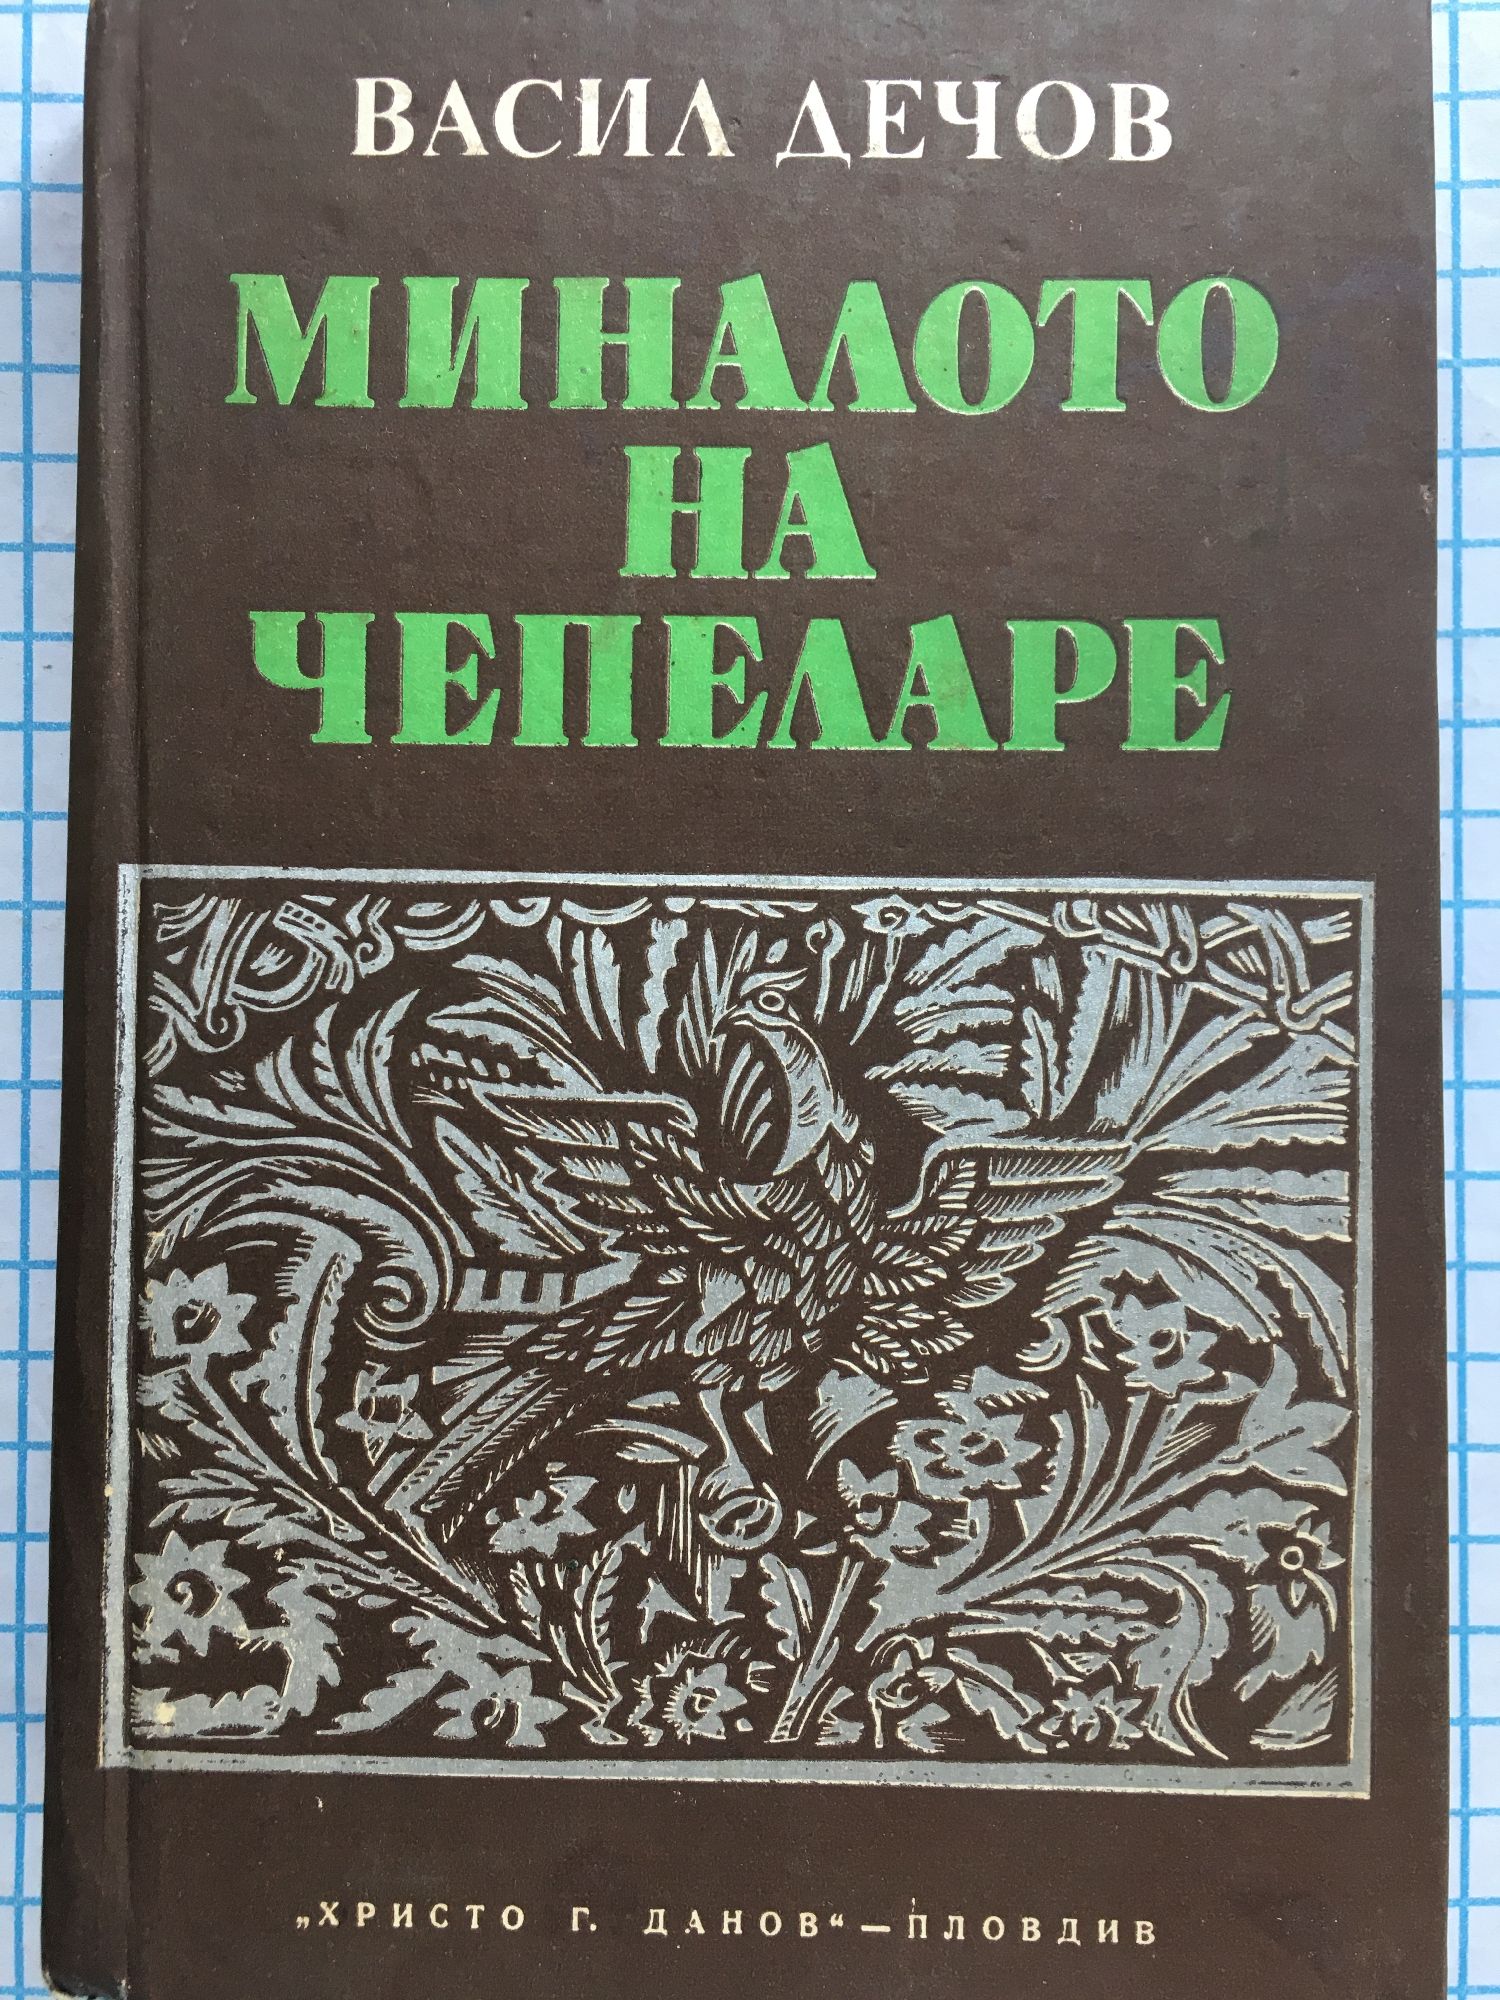 ВАСИЛ ДЕЧОВ
МИНАЛОТО
НА
ЧЕПЕЛАРЕ
„ХРИСТО Г. ДАНОВ“ — ПЛОВДИВ